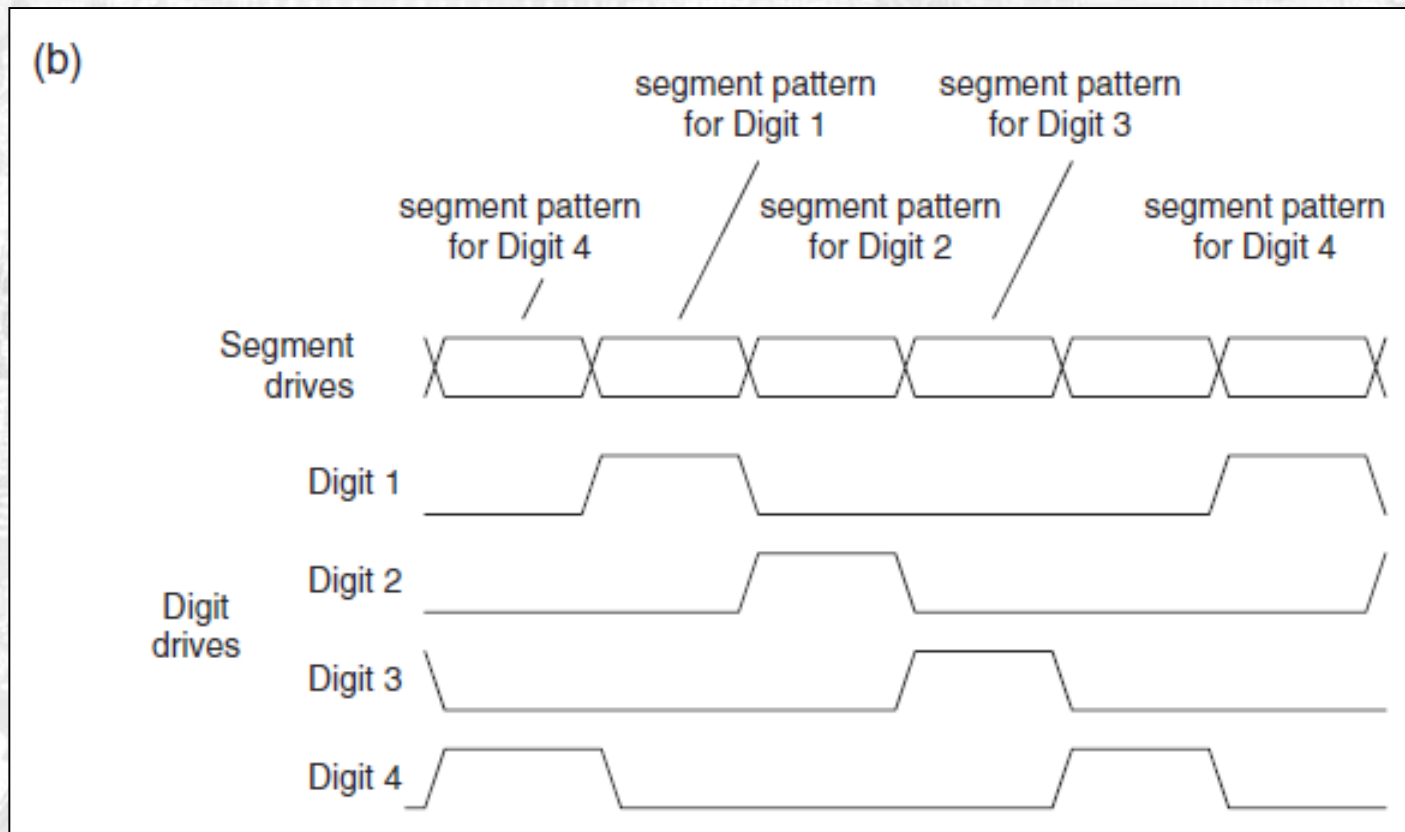 (b)
segment pattern
for Digit 1
segment pattern
for Digit 3
segment pattern
for Digit 4
segment pattern
for Digit 2
segment pattern
for Digit 4
Segment
drives
Digit 1
Digit 2
Digit
drives
Digit 3
Digit 4